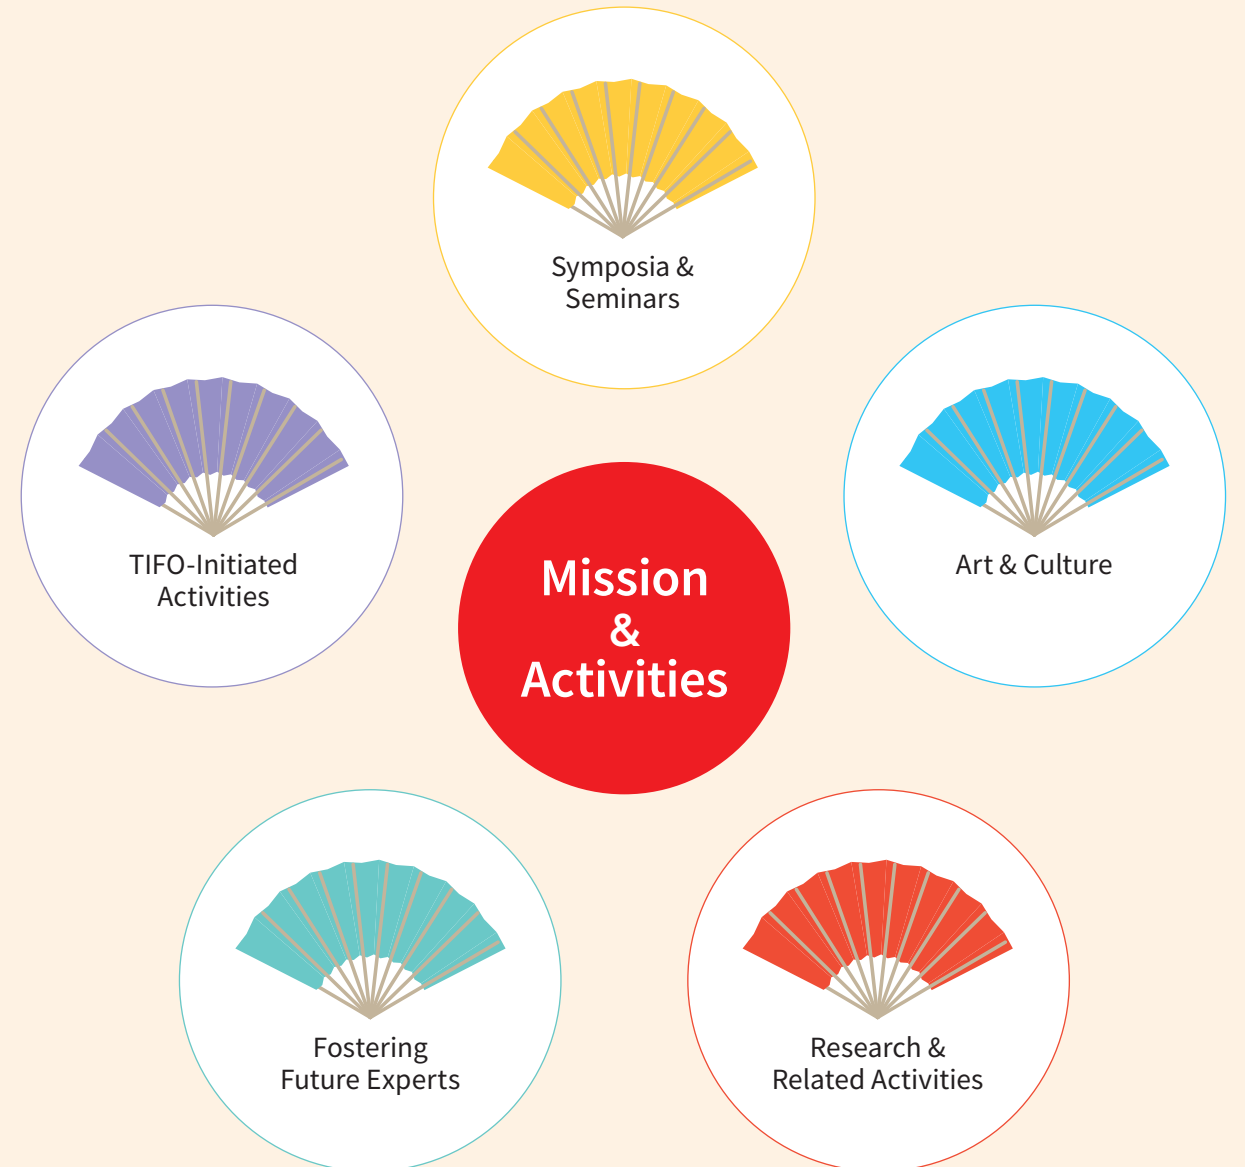 Symposia &
Seminars
TIFO-Initiated
Activities
Art & Culture
Mission
&
Activities
Fostering
Future Experts
Research &
Related Activities